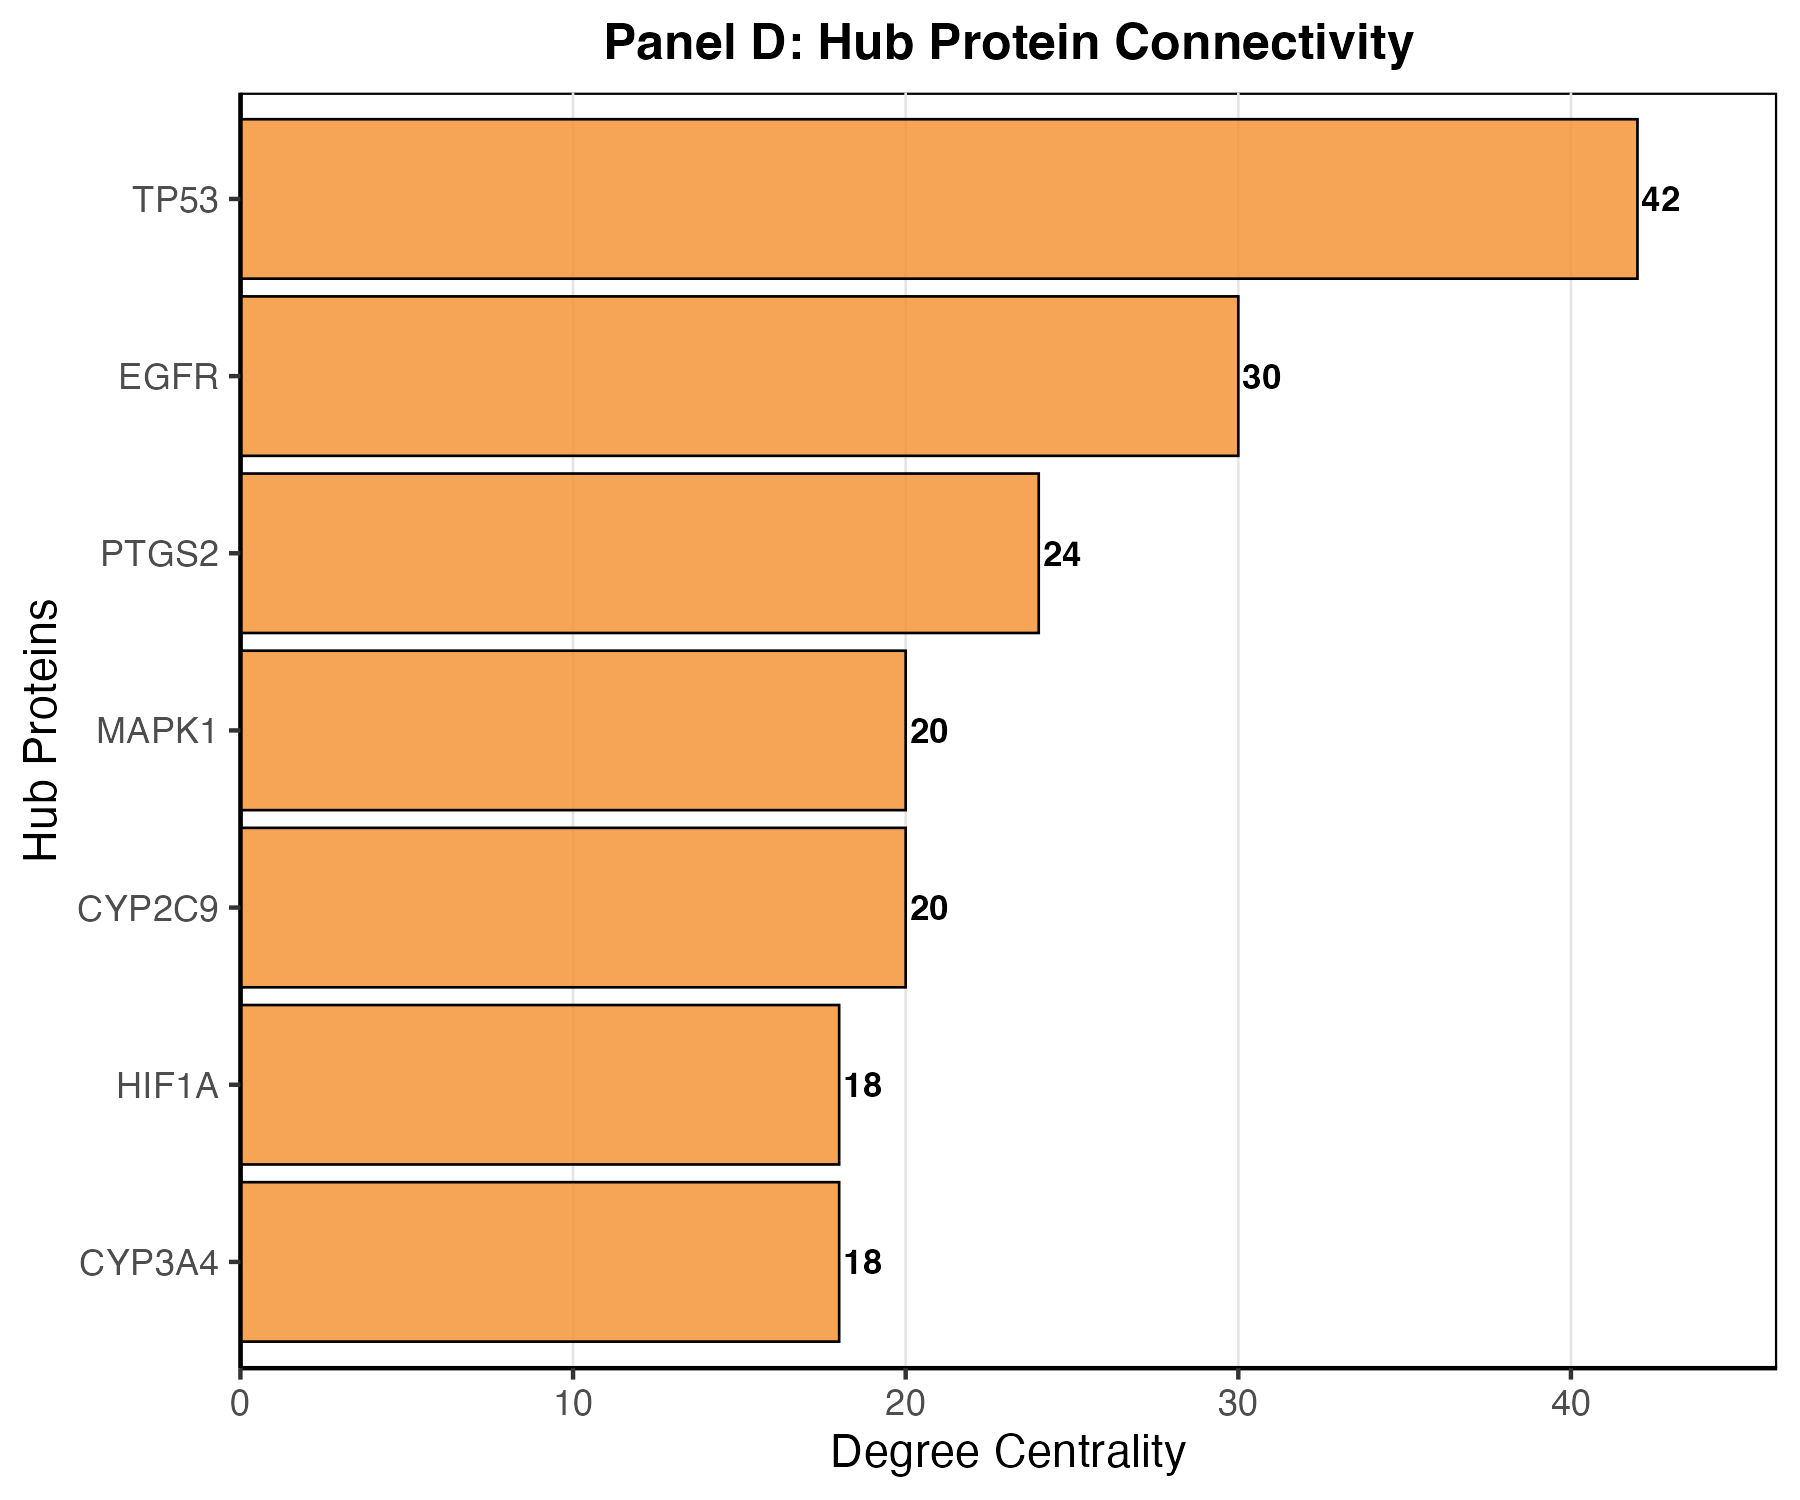 Panel D: Hub Protein Connectivity
Hub Proteins
TP53 42
EGFR 30
PTGS2 24
MAPK1 20
CYP2C9 20
HIF1A 18
CYP3A4 18
0 10 20 30 40
Degree Centrality